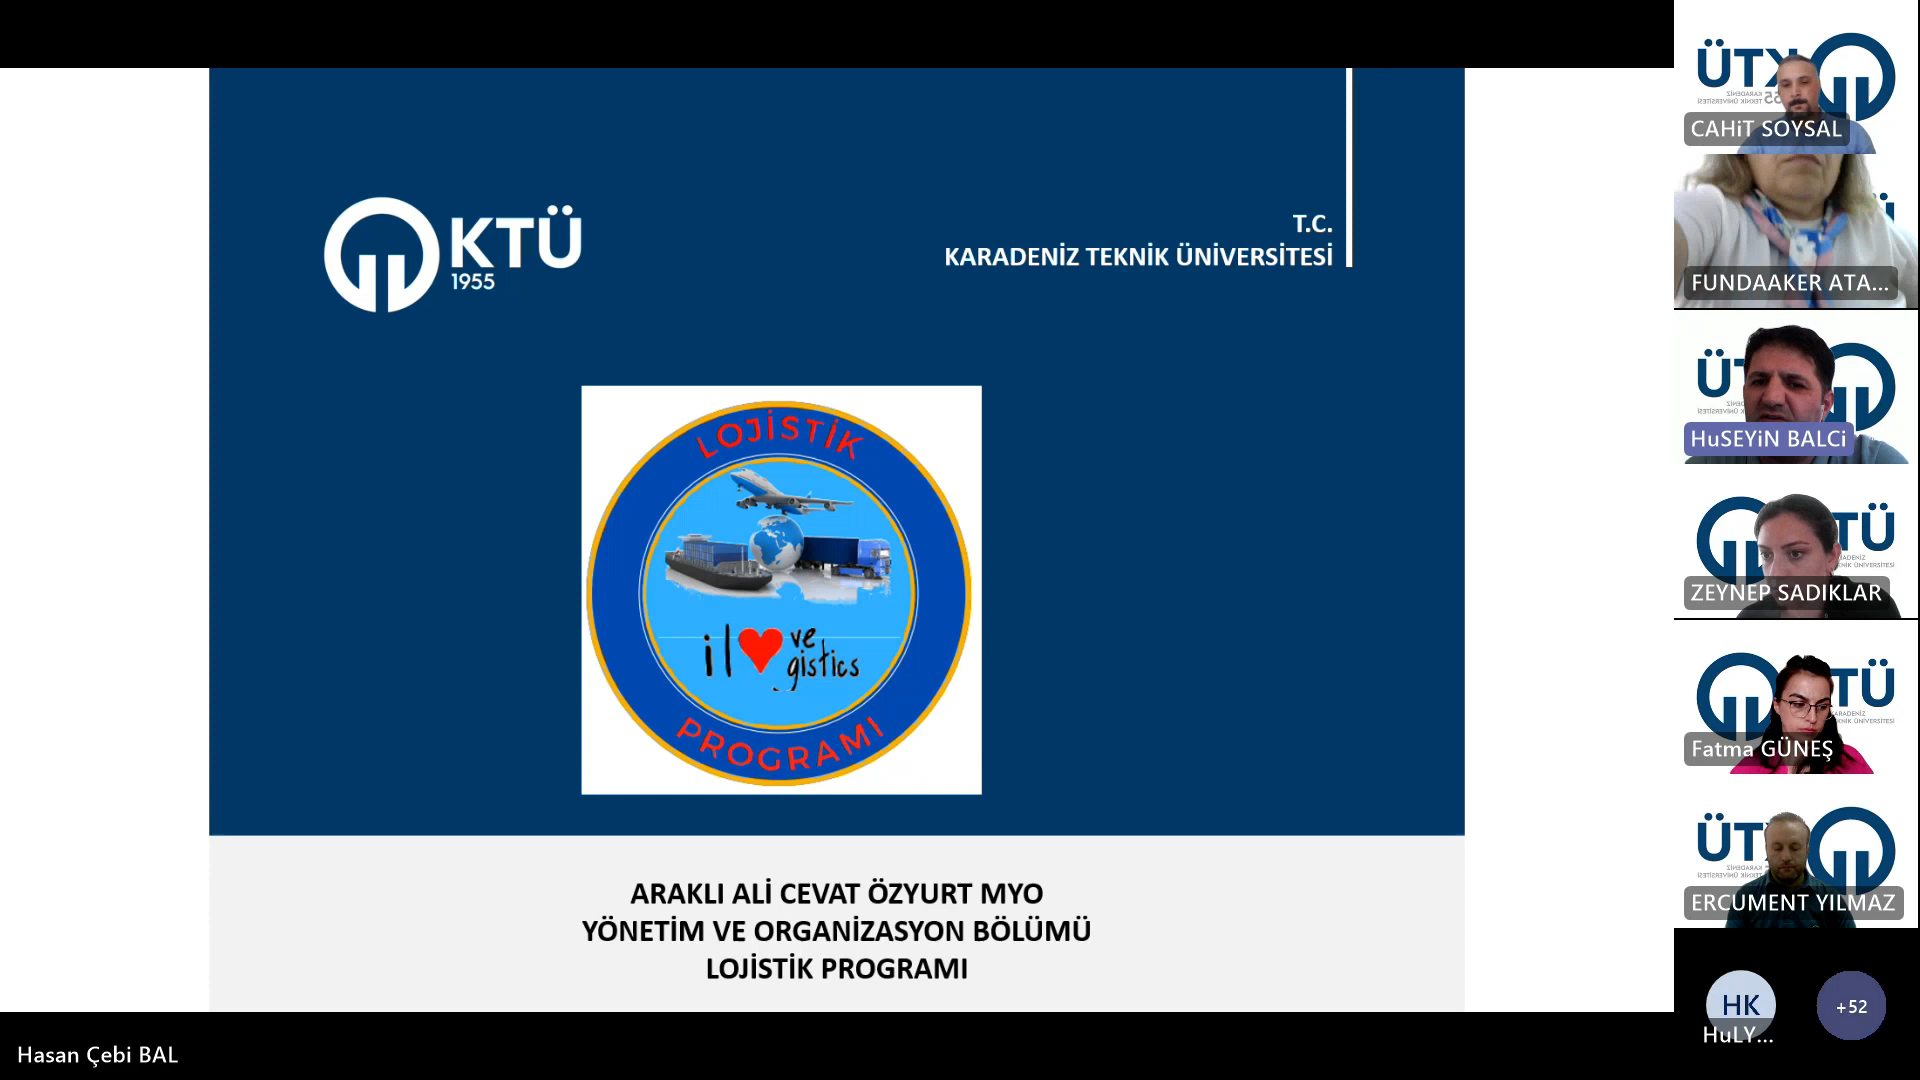 KTÜ
1955
T.C.
KARADENİZ TEKNİK ÜNİVERSİTESİ
LOJİSTİK
i l ve
gistics
PROGRAMI
ARAKLI ALİ CEVAT ÖZYURT MYO
YÖNETİM VE ORGANİZASYON BÖLÜMÜ
LOJİSTİK PROGRAMI
Hasan Çebi BAL
CAHiT SOYSAL
FUNDAAKER ATA...
HuSEYiN BALCi
ZEYNEP SADIKLAR
Fatma GÜNEŞ
ERCUMENT YILMAZ
HK
HuLY...
+52